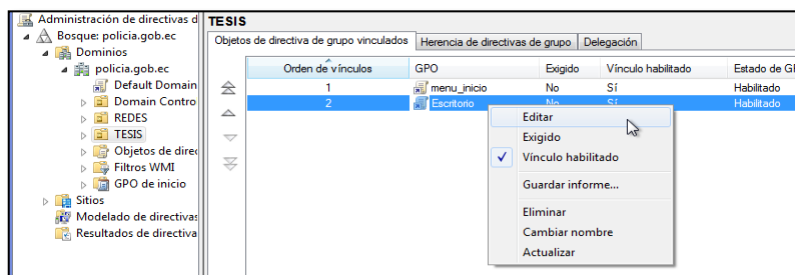 Administración de directivas d
Bosque: policia.gob.ec
Dominios
policia.gob.ec
Default Domain
Domain Contro
REDES
TESIS
Objetos de direc
Filtros WMI
GPO de inicio
Sitios
Modelado de directivas
Resultados de directiva
TESIS
Objetos de directiva de grupo vinculados Herencia de directivas de grupo Delegación
Orden de vínculos GPO Exigido Vínculo habilitado Estado de GP
1 menu_inicio No Sí Habilitado
2 Escritorio No Sí Habilitado
Editar
Exigido
Vínculo habilitado
Guardar informe...
Eliminar
Cambiar nombre
Actualizar